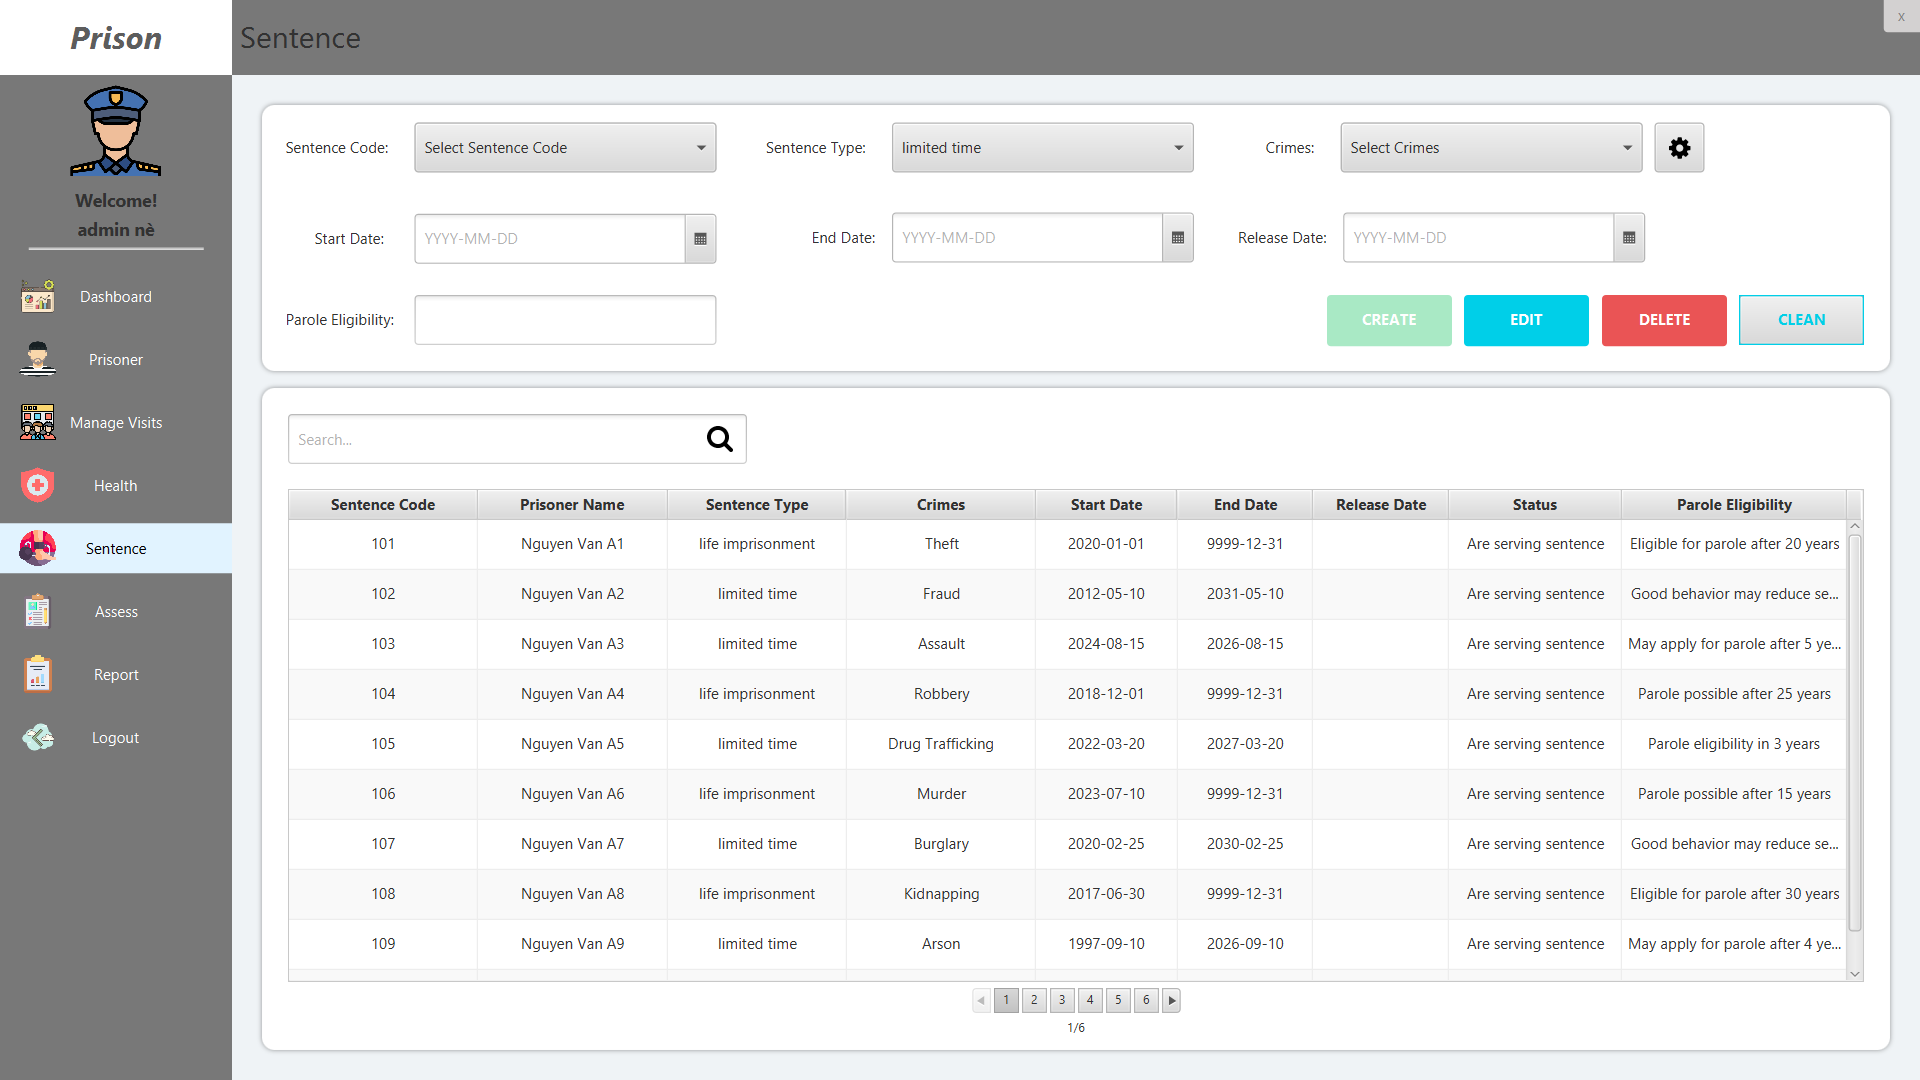 Prison
Sentence
x
Welcome!
admin nè
Dashboard
Prisoner
Manage Visits
Health
Sentence
Assess
Report
Logout
Sentence Code: Select Sentence Code Sentence Type: limited time Crimes: Select Crimes
Start Date: YYYY-MM-DD End Date: YYYY-MM-DD Release Date: YYYY-MM-DD
Parole Eligibility: CREATE EDIT DELETE CLEAN
Search...
Sentence Code Prisoner Name Sentence Type Crimes Start Date End Date Release Date Status Parole Eligibility
101 Nguyen Van A1 life imprisonment Theft 2020-01-01 9999-12-31 Are serving sentence Eligible for parole after 20 years
102 Nguyen Van A2 limited time Fraud 2012-05-10 2031-05-10 Are serving sentence Good behavior may reduce se...
103 Nguyen Van A3 limited time Assault 2024-08-15 2026-08-15 Are serving sentence May apply for parole after 5 ye...
104 Nguyen Van A4 life imprisonment Robbery 2018-12-01 9999-12-31 Are serving sentence Parole possible after 25 years
105 Nguyen Van A5 limited time Drug Trafficking 2022-03-20 2027-03-20 Are serving sentence Parole eligibility in 3 years
106 Nguyen Van A6 life imprisonment Murder 2023-07-10 9999-12-31 Are serving sentence Parole possible after 15 years
107 Nguyen Van A7 limited time Burglary 2020-02-25 2030-02-25 Are serving sentence Good behavior may reduce se...
108 Nguyen Van A8 life imprisonment Kidnapping 2017-06-30 9999-12-31 Are serving sentence Eligible for parole after 30 years
109 Nguyen Van A9 limited time Arson 1997-09-10 2026-09-10 Are serving sentence May apply for parole after 4 ye...
1 2 3 4 5 6
1/6